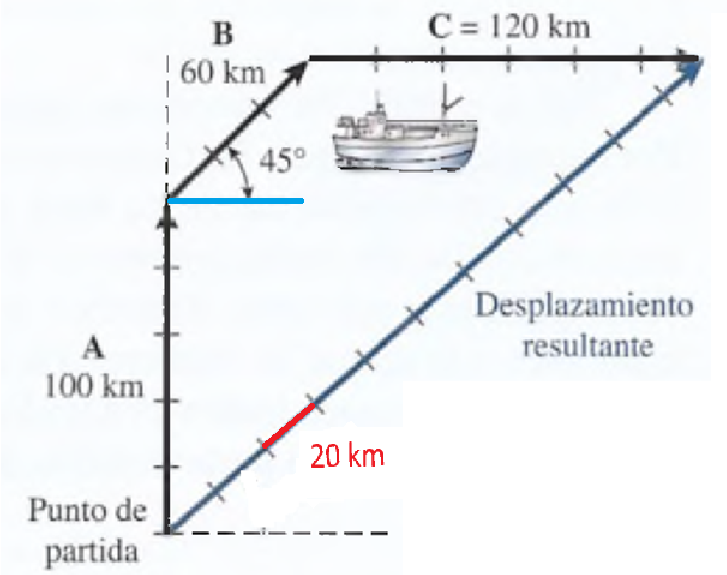 B
60 km
C = 120 km
45°
A
100 km
Desplazamiento
resultante
20 km
Punto de
partida